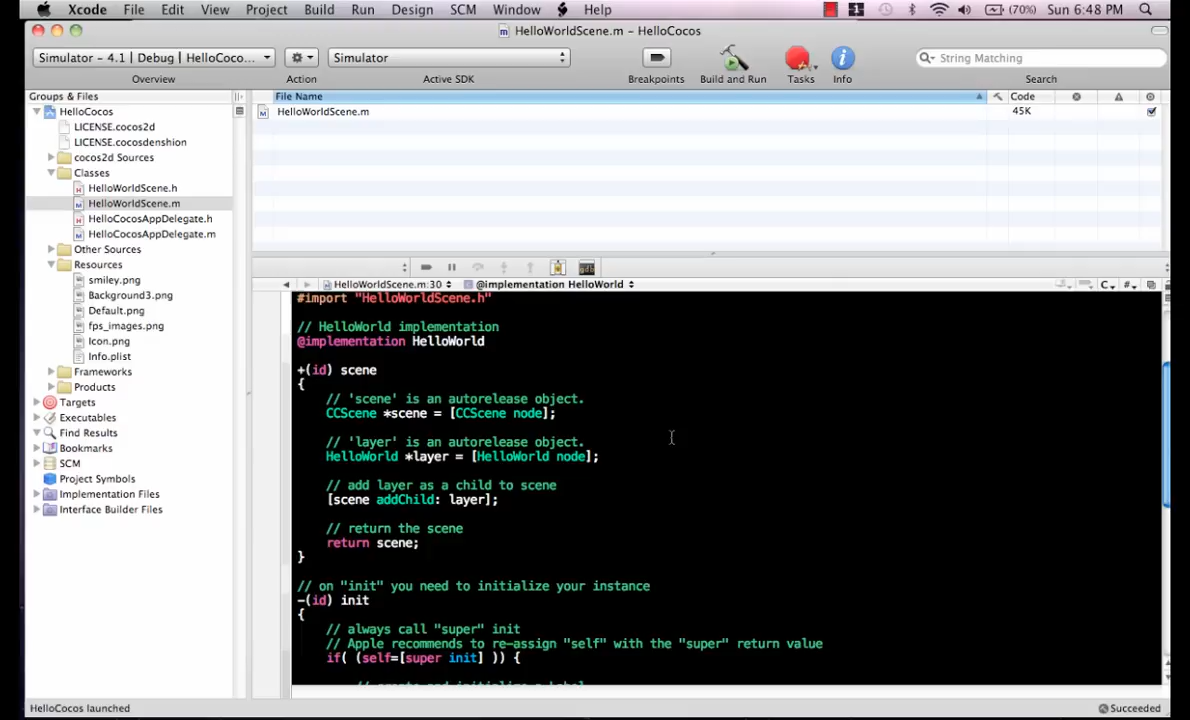 Xcode File Edit View Project Build Run Design SCM Window Help (70%) Sun 6:48 PM
HelloWorldScene.m – HelloCocos
Simulator - 4.1 | Debug | HelloCoco... Simulator String Matching
Overview Action Active SDK Breakpoints Build and Run Tasks Info Search
Groups & Files
HelloCocos
LICENSE.cocos2d
LICENSE.cocosdenshion
cocos2d Sources
Classes
HelloWorldScene.h
HelloWorldScene.m
HelloCocosAppDelegate.h
HelloCocosAppDelegate.m
Other Sources
Resources
smiley.png
Background3.png
Default.png
fps_images.png
Icon.png
Info.plist
Frameworks
Products
Targets
Executables
Find Results
Bookmarks
SCM
Project Symbols
Implementation Files
Interface Builder Files
File Name Code
HelloWorldScene.m 45K
HelloWorldScene.m:30 @implementation HelloWorld C #
#import "HelloWorldScene.h"
// HelloWorld implementation
@implementation HelloWorld
+(id) scene
{
// 'scene' is an autorelease object.
CCScene *scene = [CCScene node];
// 'layer' is an autorelease object.
HelloWorld *layer = [HelloWorld node];
// add layer as a child to scene
[scene addChild: layer];
// return the scene
return scene;
}
// on "init" you need to initialize your instance
-(id) init
{
// always call "super" init
// Apple recommends to re-assign "self" with the "super" return value
if( (self=[super init] )) {
HelloCocos launched Succeeded